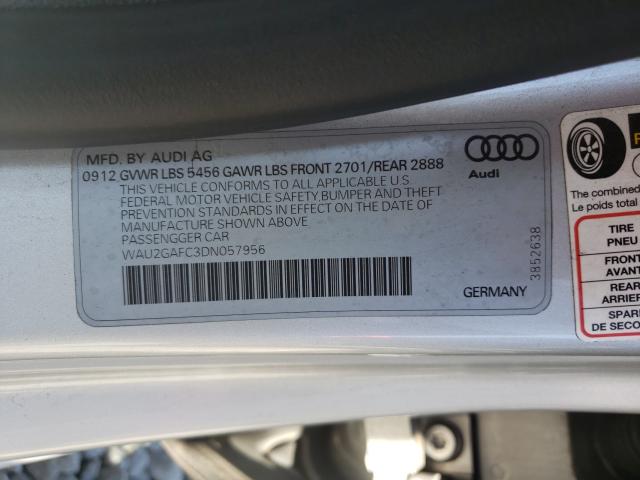 MFD. BY AUDI AG
0912 GVWR LBS 5456 GAWR LBS FRONT 2701/REAR 2888
THIS VEHICLE CONFORMS TO ALL APPLICABLE U.S
FEDERAL MOTOR VEHICLE SAFETY,BUMPER AND THEFT
PREVENTION STANDARDS IN EFFECT ON THE DATE OF
MANUFACTURE SHOWN ABOVE
PASSENGGER CAR
WAU2GAFC3DN057956
Audi
GERMANY
3852638
The combined
Le poids total
TIRE
PNEU
FRONT
AVANT
REAR
ARRIER
SPARE
DE SECO